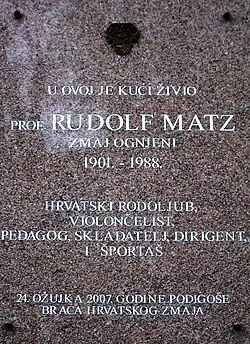 U OVOJ JE KUĆI ŽIVIO
PROF. RUDOLF MATZ
ZMAJ OGNJENI
1901. - 1988.
HRVATSKI RODOLJUB,
VIOLONČELIST,
PEDAGOG, SKLADATELJ, DIRIGENT,
I ŠPORTAŠ
24. OŽUJKA 2007. GODINE PODIGOŠE
BRAĆA HRVATSKOG ZMAJA